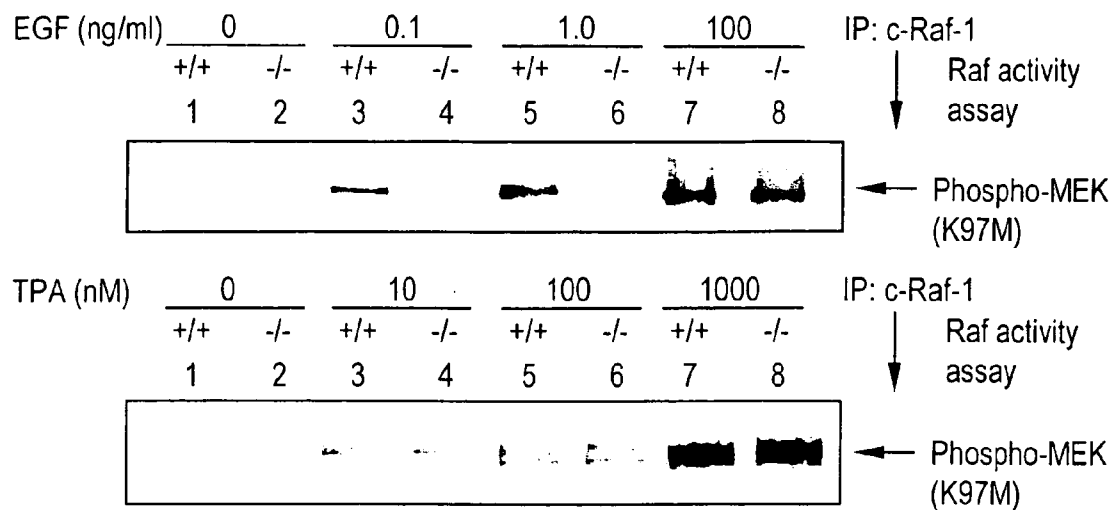 EGF (ng/ml) 0 0.1 1.0 100 IP: c-Raf-1
+/+ -/- +/+ -/- +/+ -/- +/+ -/- Raf activity
1 2 3 4 5 6 7 8 assay
Phospho-MEK
(K97M)
TPA (nM) 0 10 100 1000 IP: c-Raf-1
+/+ -/- +/+ -/- +/+ -/- +/+ -/- Raf activity
1 2 3 4 5 6 7 8 assay
Phospho-MEK
(K97M)